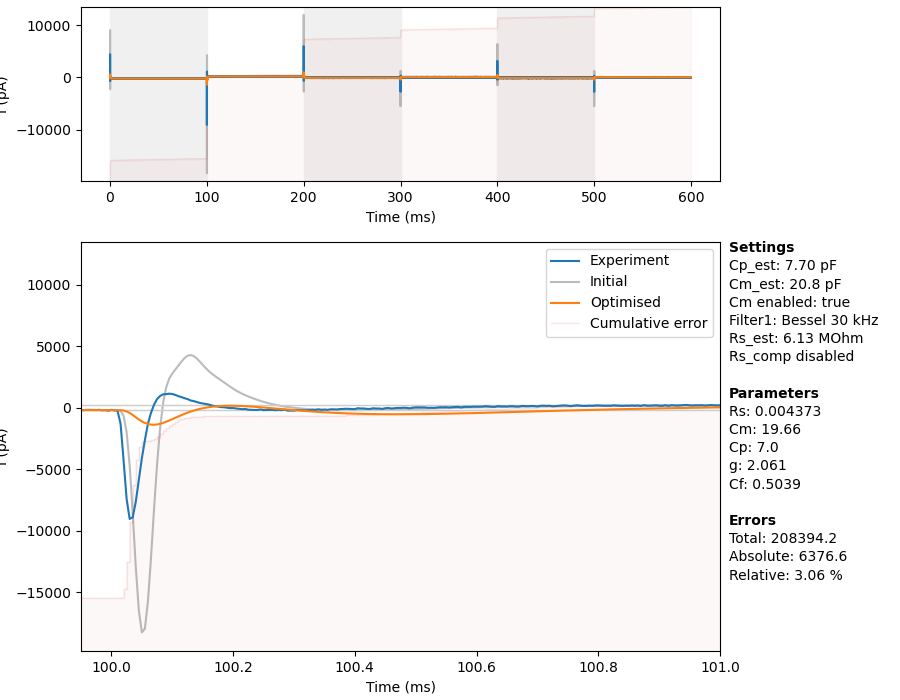 10000
0
−10000
I (pA)
0 100 200 300 400 500 600
Time (ms)
10000
5000
0
−5000
−10000
−15000
I (pA)
100.0 100.2 100.4 100.6 100.8 101.0
Time (ms)
Experiment
Initial
Optimised
Cumulative error
Settings
Cp_est: 7.70 pF
Cm_est: 20.8 pF
Cm enabled: true
Filter1: Bessel 30 kHz
Rs_est: 6.13 MOhm
Rs_comp disabled
Parameters
Rs: 0.004373
Cm: 19.66
Cp: 7.0
g: 2.061
Cf: 0.5039
Errors
Total: 208394.2
Absolute: 6376.6
Relative: 3.06 %